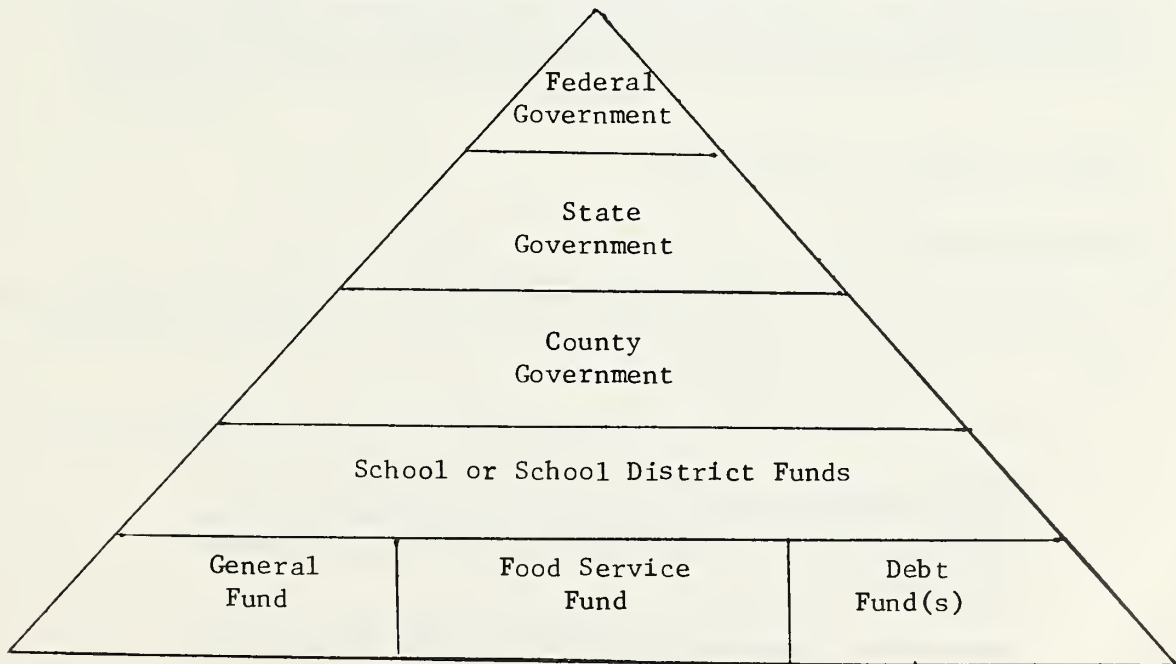 Federal
Government
State
Government
County
Government
School or School District Funds
General
Fund
Food Service
Fund
Debt
Fund(s)